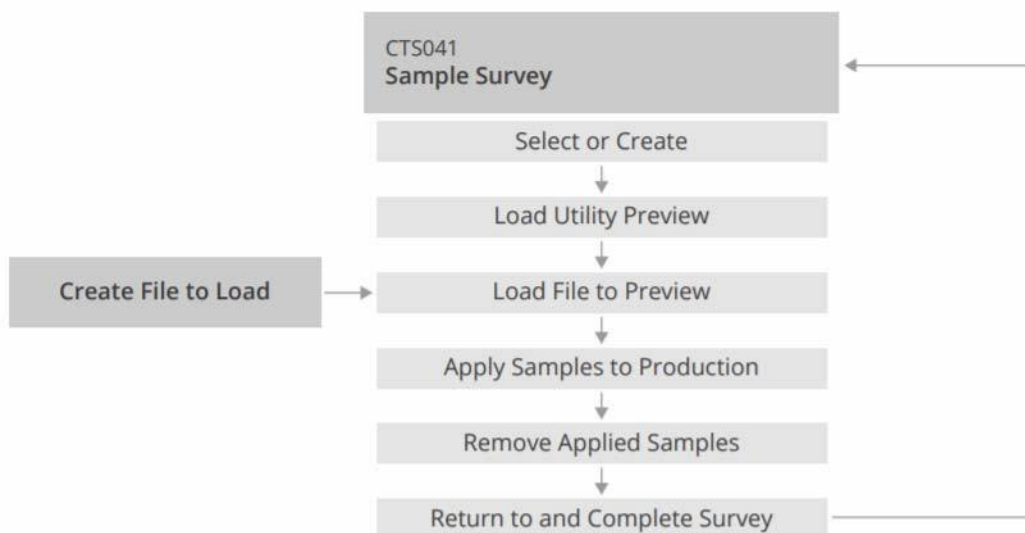 CTS041
Sample Survey
Select or Create
Load Utility Preview
Create File to Load
Load File to Preview
Apply Samples to Production
Remove Applied Samples
Return to and Complete Survey